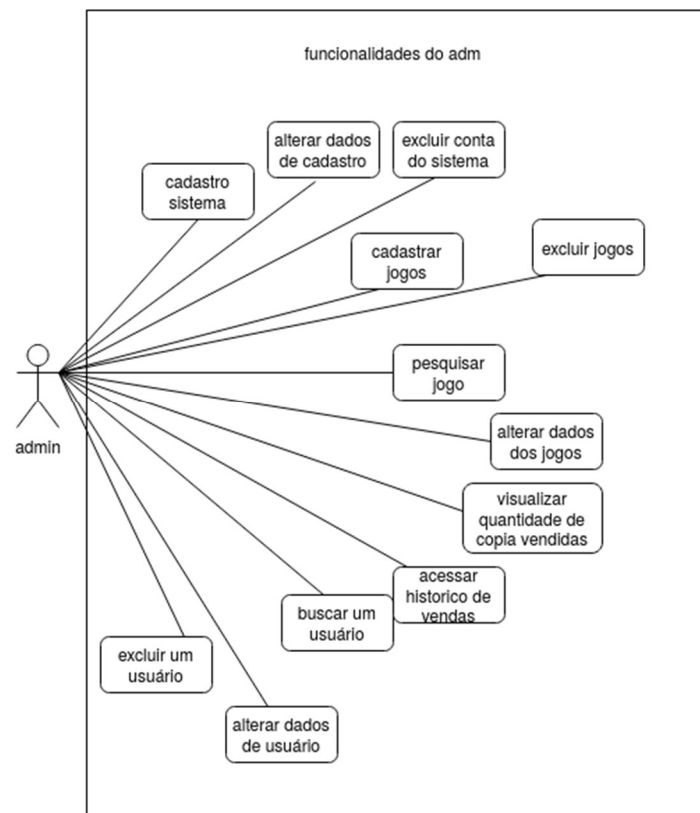 funcionalidades do adm
alterar dados
de cadastro
excluir conta
do sistema
cadastro
sistema
cadastrar
jogos
excluir jogos
pesquisar
jogo
admin
alterar dados
dos jogos
visualizar
quantidade de
copia vendidas
acessar
historico de
vendas
buscar um
usuário
excluir um
usuário
alterar dados
de usuário